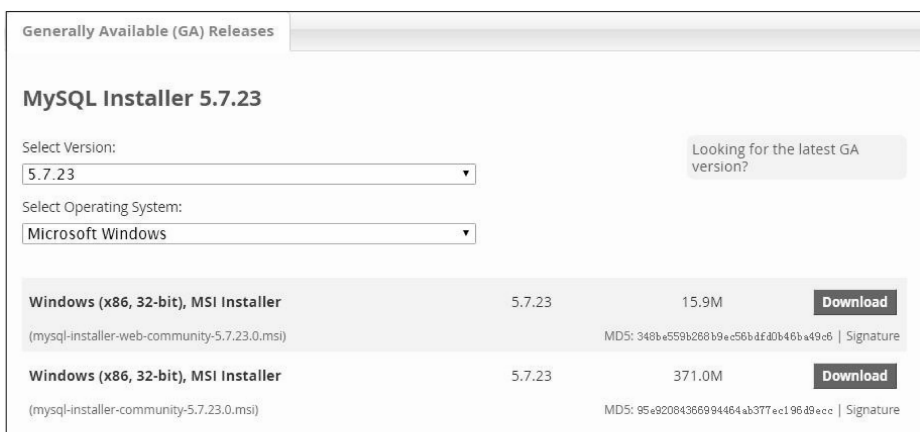 Generally Available (GA) Releases
MySQL Installer 5.7.23
Select Version:
5.7.23
Looking for the latest GA
version?
Select Operating System:
Microsoft Windows
Windows (x86, 32-bit), MSI Installer 5.7.23 15.9M Download
(mysql-installer-web-community-5.7.23.0.msi) MD5: 348be559b268b9ec56bdfd0b46ba49c6 | Signature
Windows (x86, 32-bit), MSI Installer 5.7.23 371.0M Download
(mysql-installer-community-5.7.23.0.msi) MD5: 95e92084366994464ab377ec196d9ecc | Signature